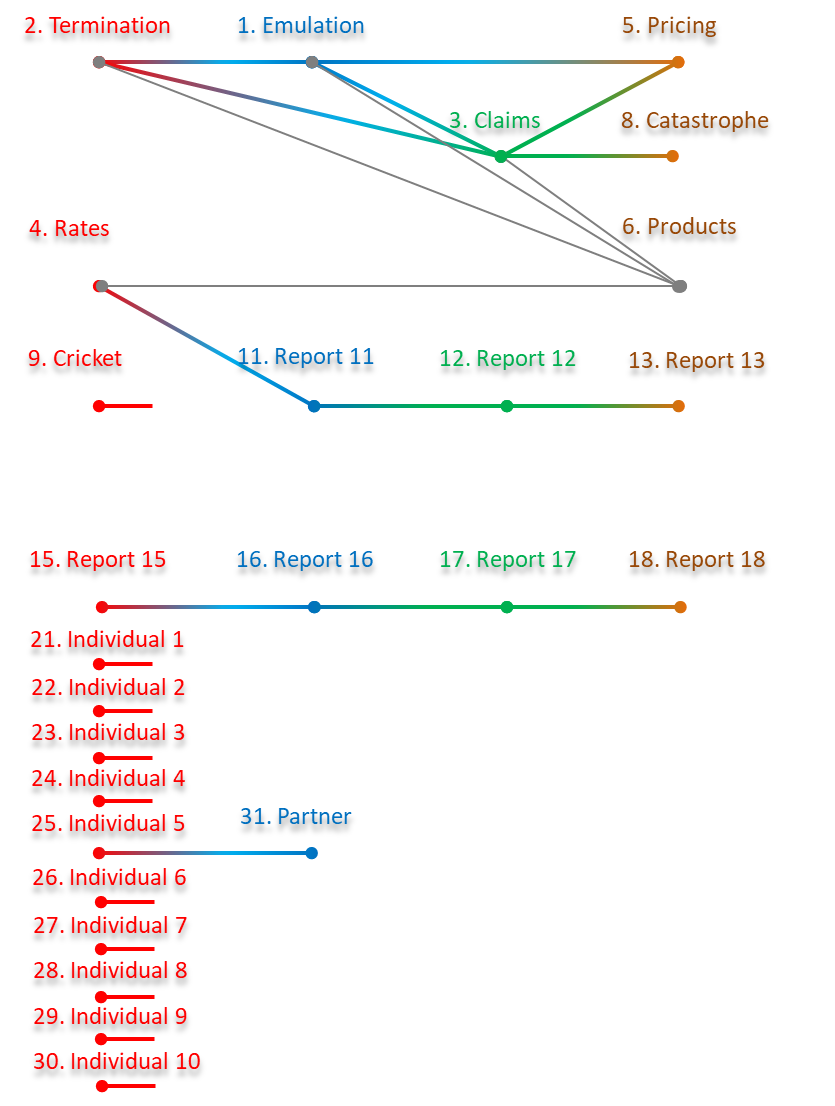 2. Termination
1. Emulation
5. Pricing
3. Claims
8. Catastrophe
4. Rates
6. Products
9. Cricket
11. Report 11
12. Report 12
13. Report 13
15. Report 15
16. Report 16
17. Report 17
18. Report 18
21. Individual 1
22. Individual 2
23. Individual 3
24. Individual 4
25. Individual 5
31. Partner
26. Individual 6
27. Individual 7
28. Individual 8
29. Individual 9
30. Individual 10